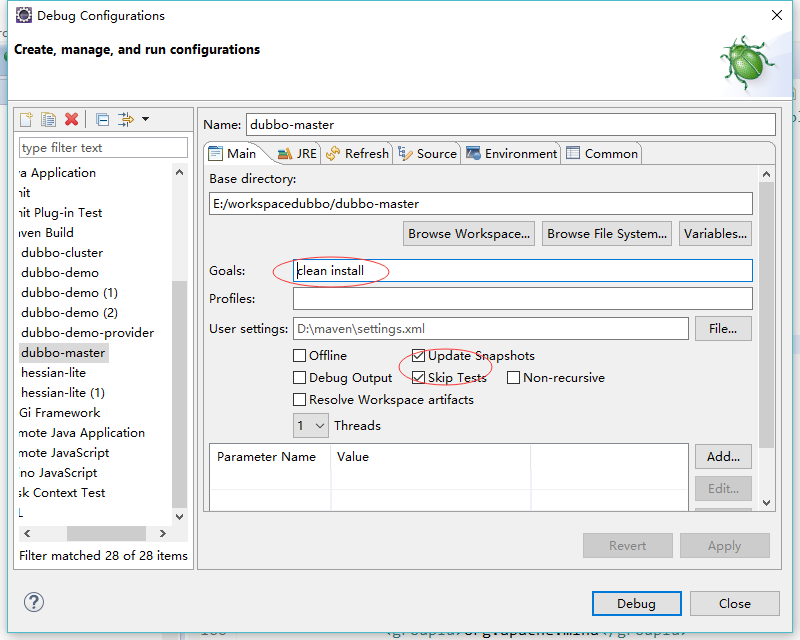 Debug Configurations
Create, manage, and run configurations
type filter text
va Application
nit
nit Plug-in Test
aven Build
dubbo-cluster
dubbo-demo
dubbo-demo (1)
dubbo-demo (2)
dubbo-demo-provider
dubbo-master
hessian-lite
hessian-lite (1)
Gi Framework
mote Java Application
mote JavaScript
ino JavaScript
sk Context Test
L
Filter matched 28 of 28 items
Name: dubbo-master
Main JRE Refresh Source Environment Common
Base directory:
E:/workspacedubbo/dubbo-master
Browse Workspace... Browse File System... Variables...
Goals: clean install
Profiles:
User settings: D:\maven\settings.xml File...
Offline Update Snapshots
Debug Output Skip Tests Non-recursive
Resolve Workspace artifacts
1 Threads
Parameter Name Value
Add...
Edit...
Revert Apply
? Debug Close